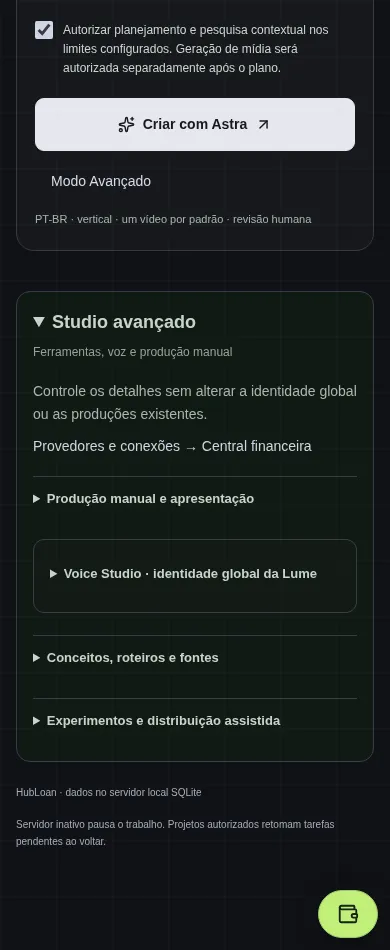 Autorizar planejamento e pesquisa contextual nos
limites configurados. Geração de mídia será
autorizada separadamente após o plano.
Criar com Astra
Modo Avançado
PT-BR · vertical · um vídeo por padrão · revisão humana
Studio avançado
Ferramentas, voz e produção manual
Controle os detalhes sem alterar a identidade global
ou as produções existentes.
Provedores e conexões → Central financeira
Produção manual e apresentação
Voice Studio · identidade global da Lume
Conceitos, roteiros e fontes
Experimentos e distribuição assistida
HubLoan · dados no servidor local SQLite
Servidor inativo pausa o trabalho. Projetos autorizados retomam tarefas
pendentes ao voltar.